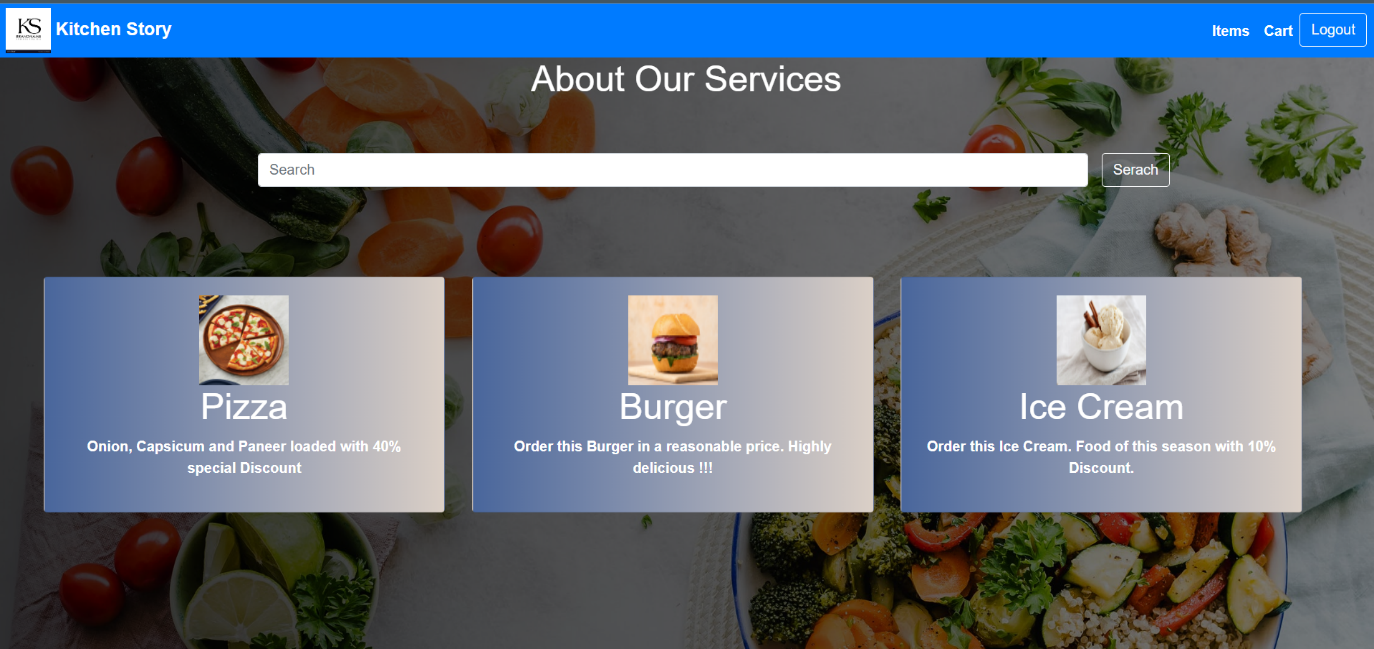 KS
Kitchen Story
Items
Cart
Logout
About Our Services
Search
Serach
Pizza
Onion, Capsicum and Paneer loaded with 40%
special Discount
Burger
Order this Burger in a reasonable price. Highly
delicious !!!
Ice Cream
Order this Ice Cream. Food of this season with 10%
Discount.